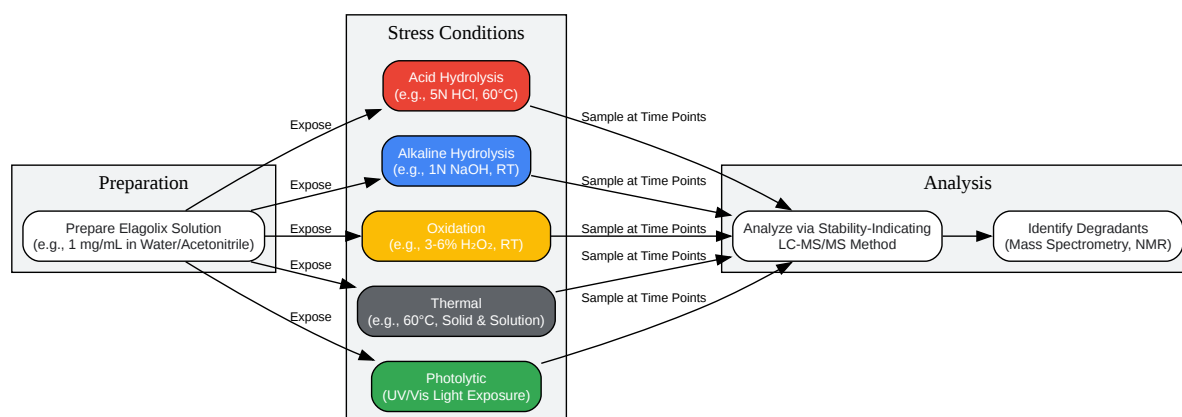 Stress Conditions
Acid Hydrolysis
(e.g., 5N HCl, 60°C)
Expose
Sample at Time Points
Alkaline Hydrolysis
(e.g., 1N NaOH, RT)
Expose
Sample at Time Points
Preparation
Analysis
Prepare Elagolix Solution
(e.g., 1 mg/mL in Water/Acetonitrile)
Expose
Oxidation
(e.g., 3-6% H₂O₂, RT)
Sample at Time Points
Analyze via Stability-Indicating
LC-MS/MS Method
Identify Degradants
(Mass Spectrometry, NMR)
Expose
Sample at Time Points
Thermal
(e.g., 60°C, Solid & Solution)
Expose
Sample at Time Points
Photolytic
(UV/Vis Light Exposure)